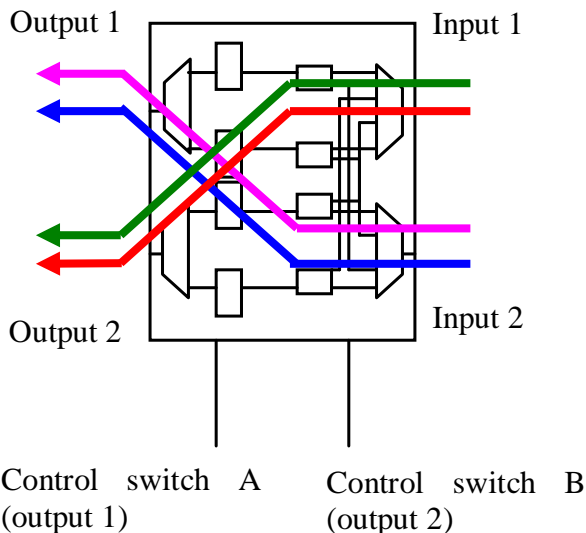 Output 1
Input 1
Output 2
Input 2
Control switch A
(output 1)
Control switch B
(output 2)